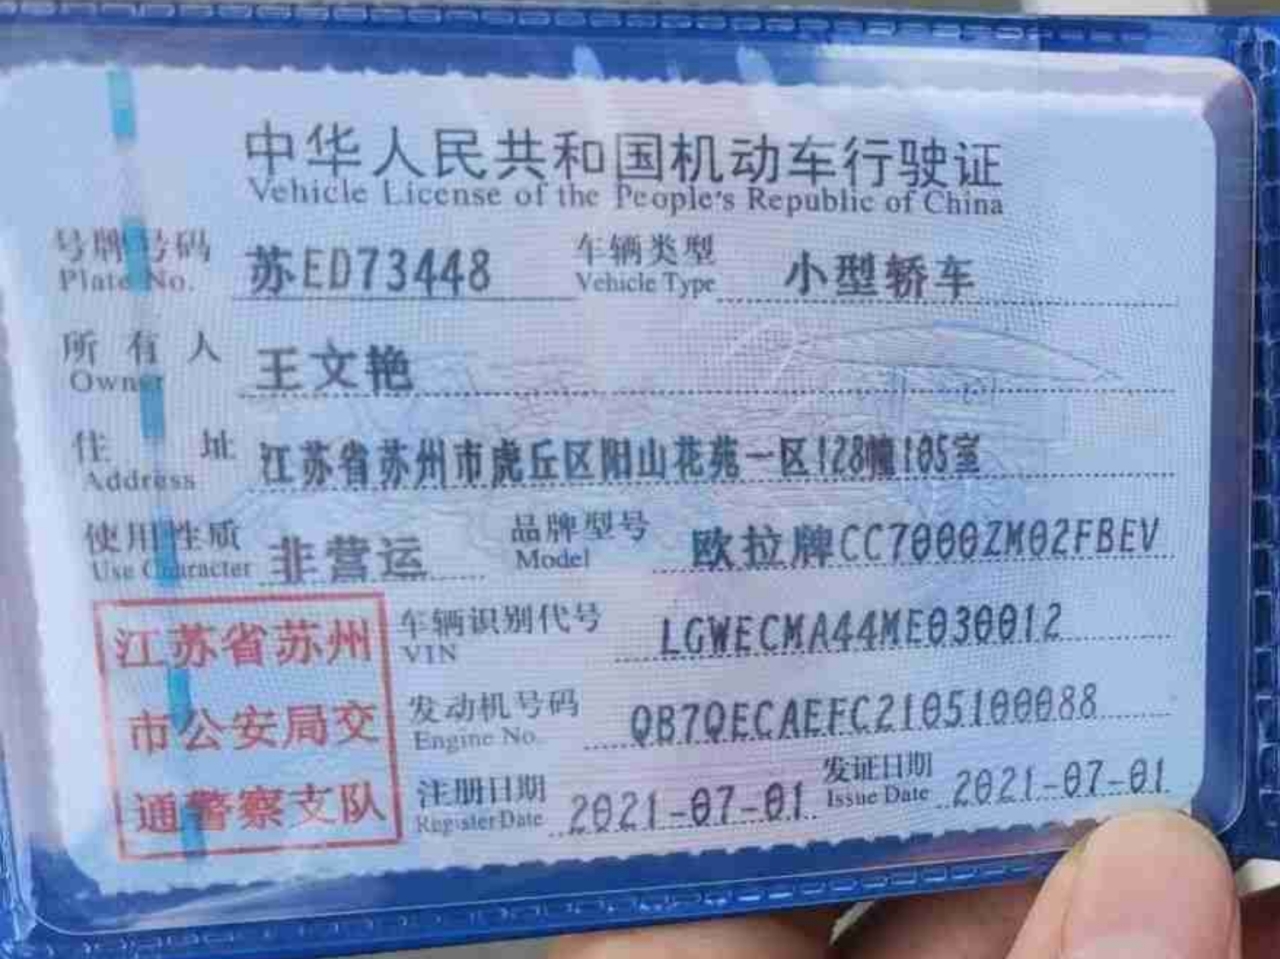 中华人民共和国机动车行驶证
Vehicle License of the People's Republic of China
号牌号码 苏ED73448 车辆类型 小型轿车
Plate No. Vehicle Type
所有人 王文艳
Owner
住址 江苏省苏州市虎丘区阳山花苑一区128幢105室
Address
使用性质 非营运 品牌型号 欧拉牌CC7000ZM02FBEV
Use Character Model
江苏省苏州
市公安局交
通警察支队
车辆识别代号 LGWECMA44ME030012
VIN
发动机号码 QB7QECAEFC2105100088
Engine No.
注册日期 2021-07-01 发证日期 2021-07-01
Register Date Issue Date